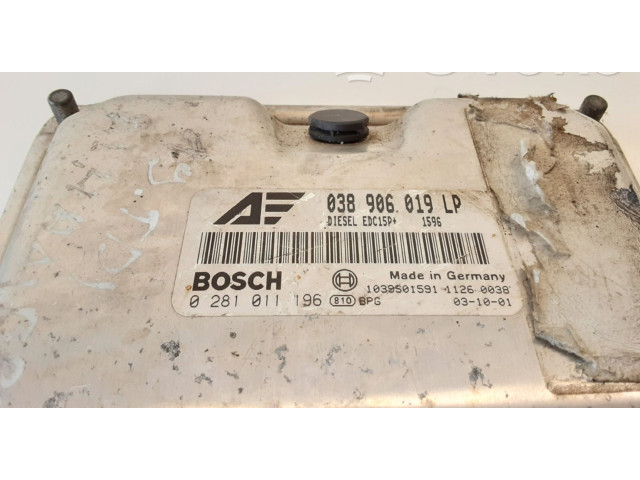 AF 038 906 019 LP
DIESEL EDC15P+ 1596
BOSCH Made in Germany
1039S01591 1126 0038
0 281 011 196 810 BPG 03-10-01